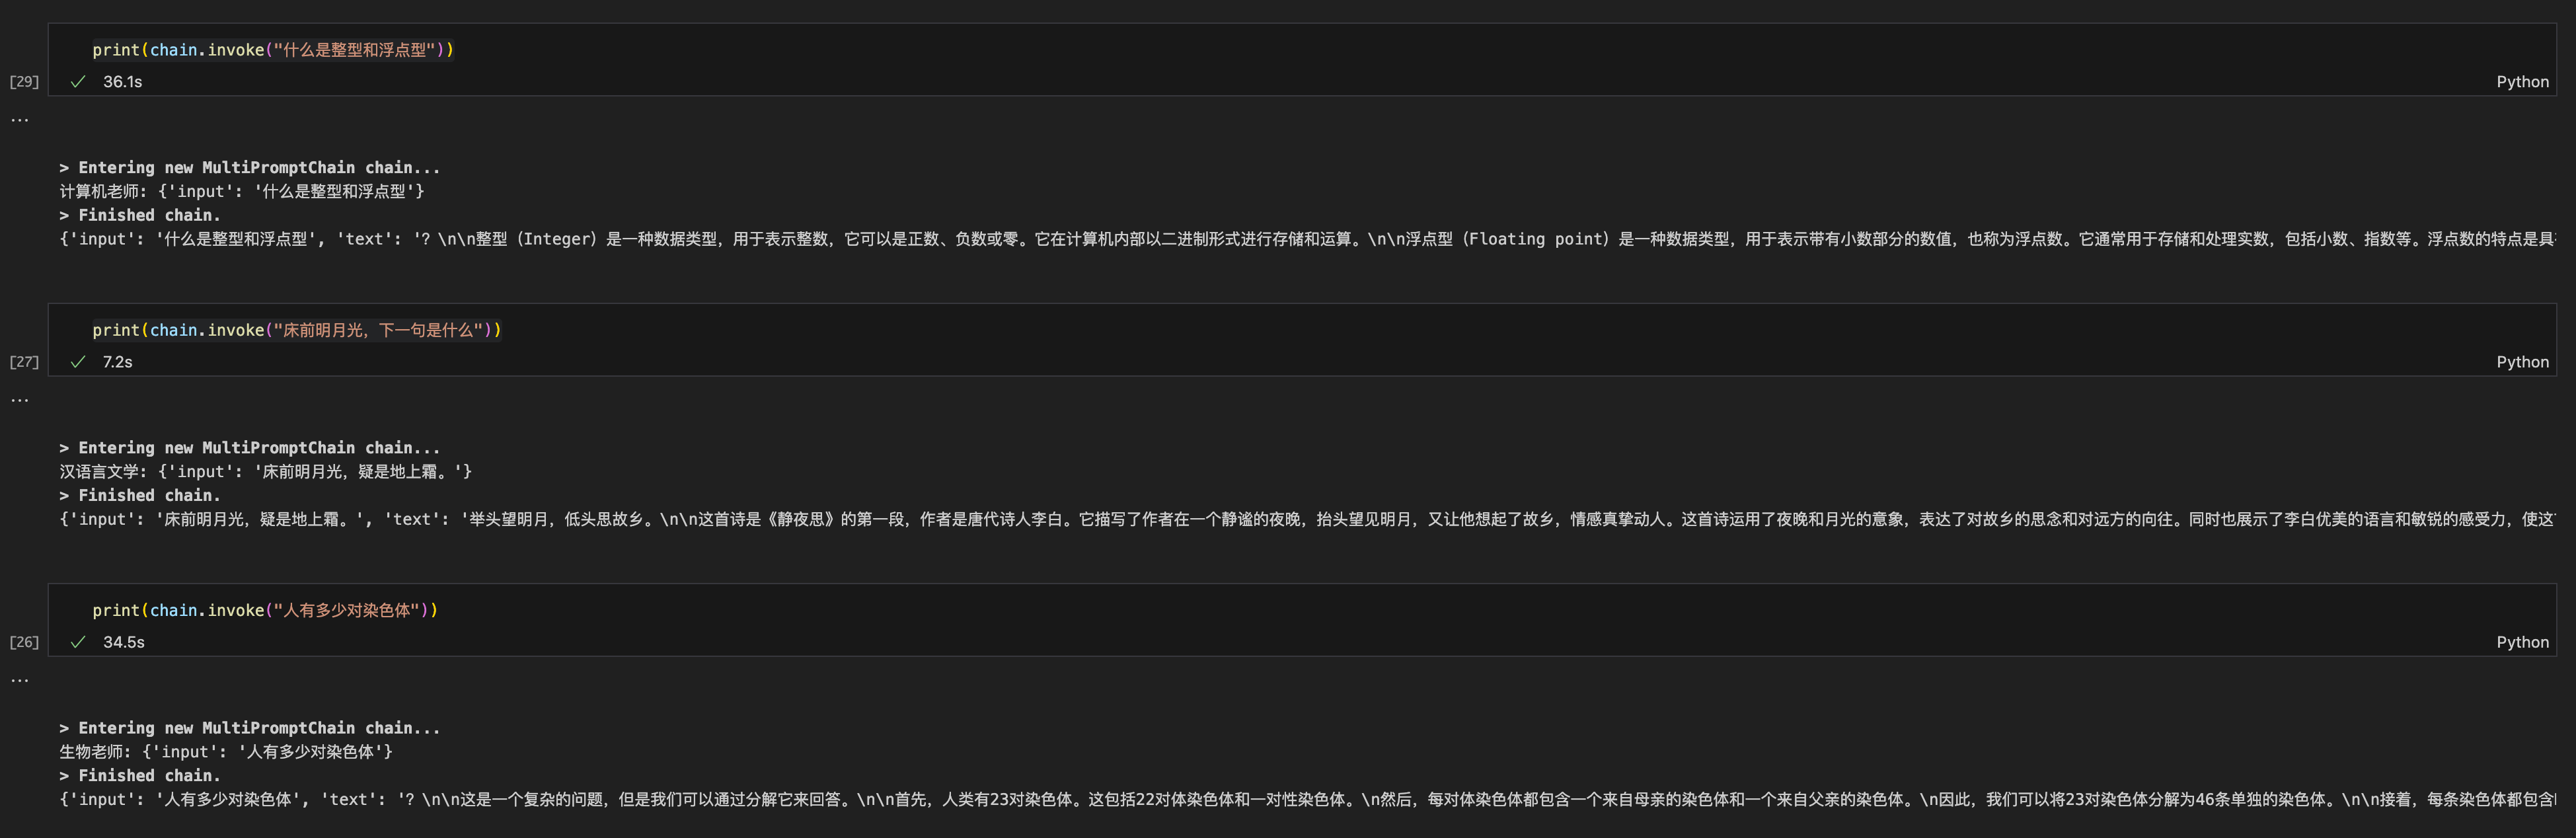 print(chain.invoke("什么是整型和浮点型"))
[29]
36.1s
Python
...
> Entering new MultiPromptChain chain...
计算机老师: {'input': '什么是整型和浮点型'}
> Finished chain.
{'input': '什么是整型和浮点型', 'text': '? \n\n整型（Integer）是一种数据类型，用于表示整数，它可以是正数、负数或零。它在计算机内部以二进制形式进行存储和运算。\n\n浮点型（Floating point）是一种数据类型，用于表示带有小数部分的数值，也称为浮点数。它通常用于存储和处理实数，包括小数、指数等。浮点数的特点是具
print(chain.invoke("床前明月光，下一句是什么"))
[27]
7.2s
Python
...
> Entering new MultiPromptChain chain...
汉语言文学: {'input': '床前明月光，疑是地上霜。'}
> Finished chain.
{'input': '床前明月光，疑是地上霜。', 'text': '举头望明月，低头思故乡。\n\n这首诗是《静夜思》的第一段，作者是唐代诗人李白。它描写了作者在一个静谧的夜晚，抬头望见明月，又让他想起了故乡，情感真挚动人。这首诗运用了夜晚和月光的意象，表达了对故乡的思念和对远方的向往。同时也展示了李白优美的语言和敏锐的感受力，使这
print(chain.invoke("人有多少对染色体"))
[26]
34.5s
Python
...
> Entering new MultiPromptChain chain...
生物老师: {'input': '人有多少对染色体'}
> Finished chain.
{'input': '人有多少对染色体', 'text': '? \n\n这是一个复杂的问题，但是我们可以通过分解它来回答。\n\n首先，人类有23对染色体。这包括22对体染色体和一对性染色体。\n然后，每对体染色体都包含一个来自母亲的染色体和一个来自父亲的染色体。\n因此，我们可以将23对染色体分解为46条单独的染色体。\n\n接着，每条染色体都包含